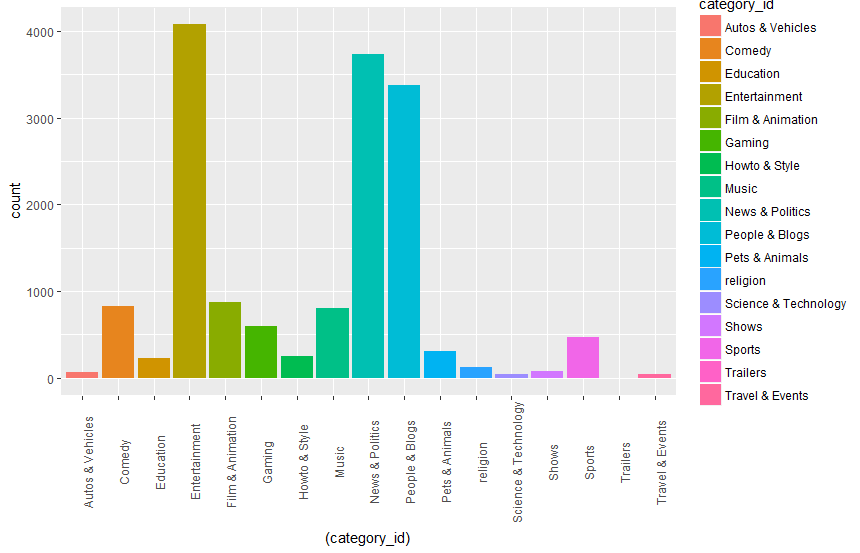 category_id
Autos & Vehicles
Comedy
Education
Entertainment
Film & Animation
Gaming
Howto & Style
Music
News & Politics
People & Blogs
Pets & Animals
religion
Science & Technology
Shows
Sports
Trailers
Travel & Events
count
4000
3000
2000
1000
0
Autos & Vehicles
Comedy
Education
Entertainment
Film & Animation
Gaming
Howto & Style
Music
News & Politics
People & Blogs
Pets & Animals
religion
Science & Technology
Shows
Sports
Trailers
Travel & Events
(category_id)